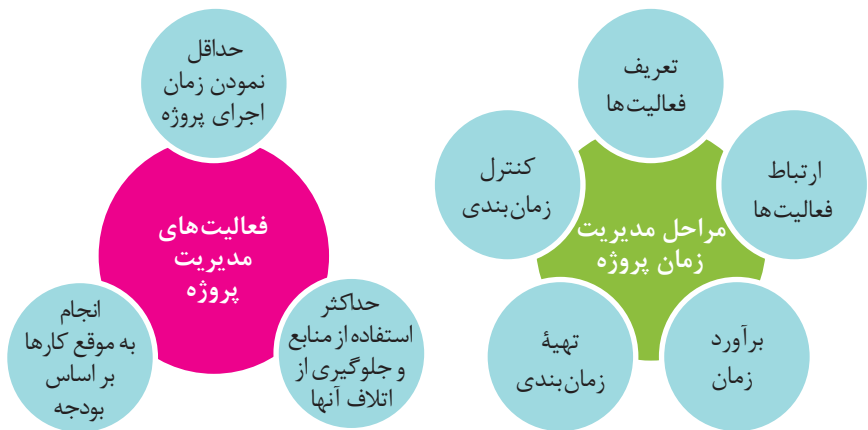 تعریف
فعالیت‌ها
ارتباط
فعالیت‌ها
برآورد
زمان
تهیهٔ
زمان‌بندی
کنترل
زمان‌بندی
مراحل مدیریت
زمان پروژه
حداقل
نمودن زمان
اجرای پروژه
حداکثر
استفاده از منابع
و جلوگیری از
اتلاف آنها
انجام
به موقع کارها
بر اساس
بودجه
فعالیت‌های
مدیریت
پروژه